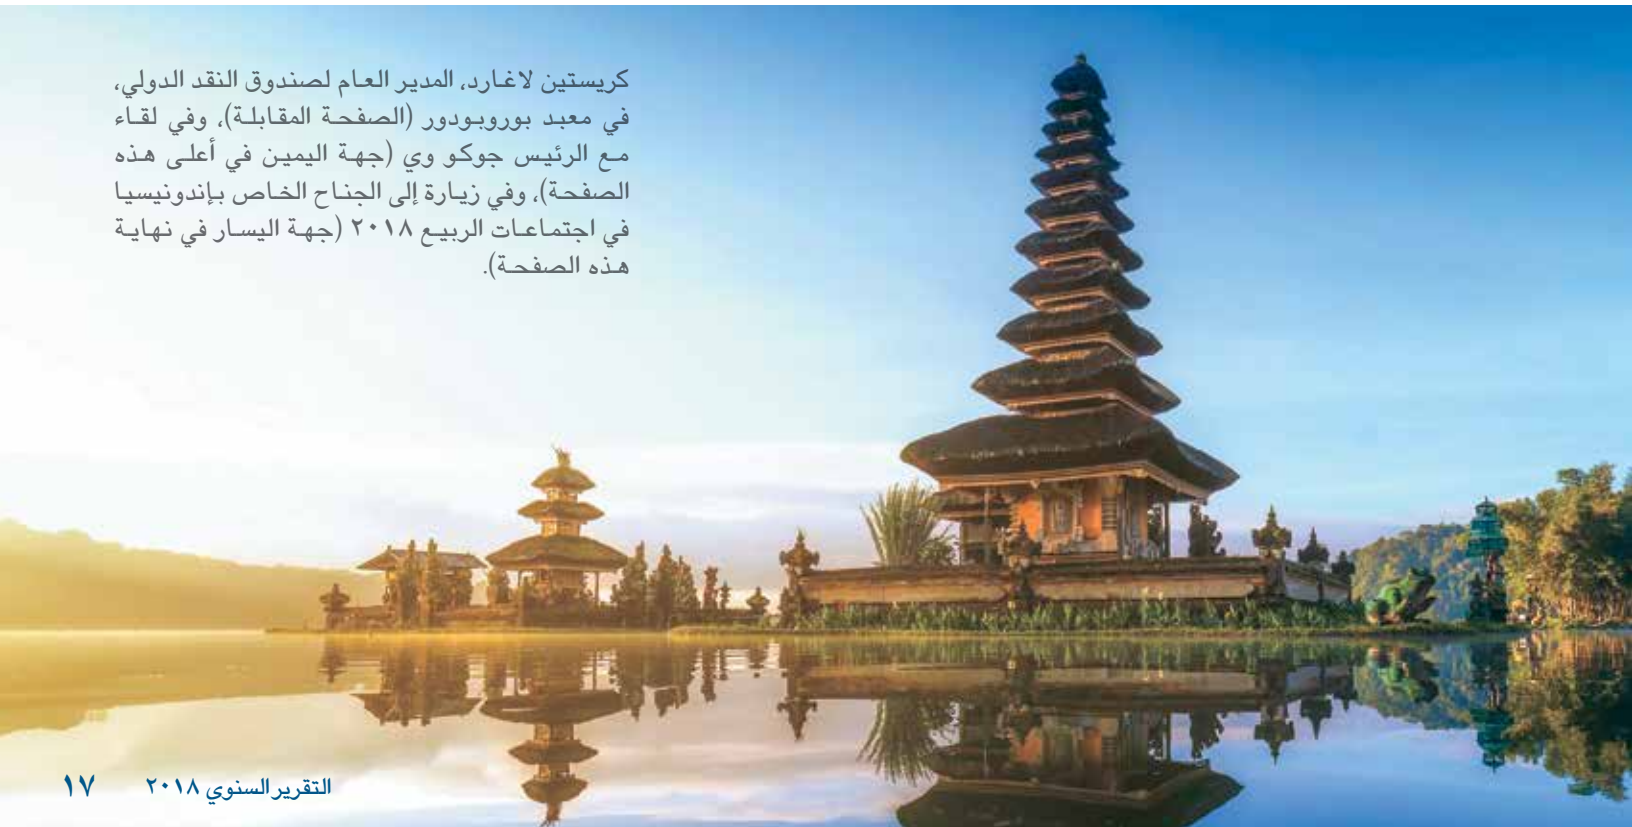 كريستين لاغارد، المدير العام لصندوق النقد الدولي،
في معبد بوروبودور (الصفحة المقابلة)، وفي لقاء
مع الرئيس جوكو وي (جهة اليمين في أعلى هذه
الصفحة)، وفي زيارة إلى الجناح الخاص بإندونيسيا
في اجتماعات الربيع ٢٠١٨ (جهة اليسار في نهاية
هذه الصفحة).
التقرير السنوي ٢٠١٨ ١٧